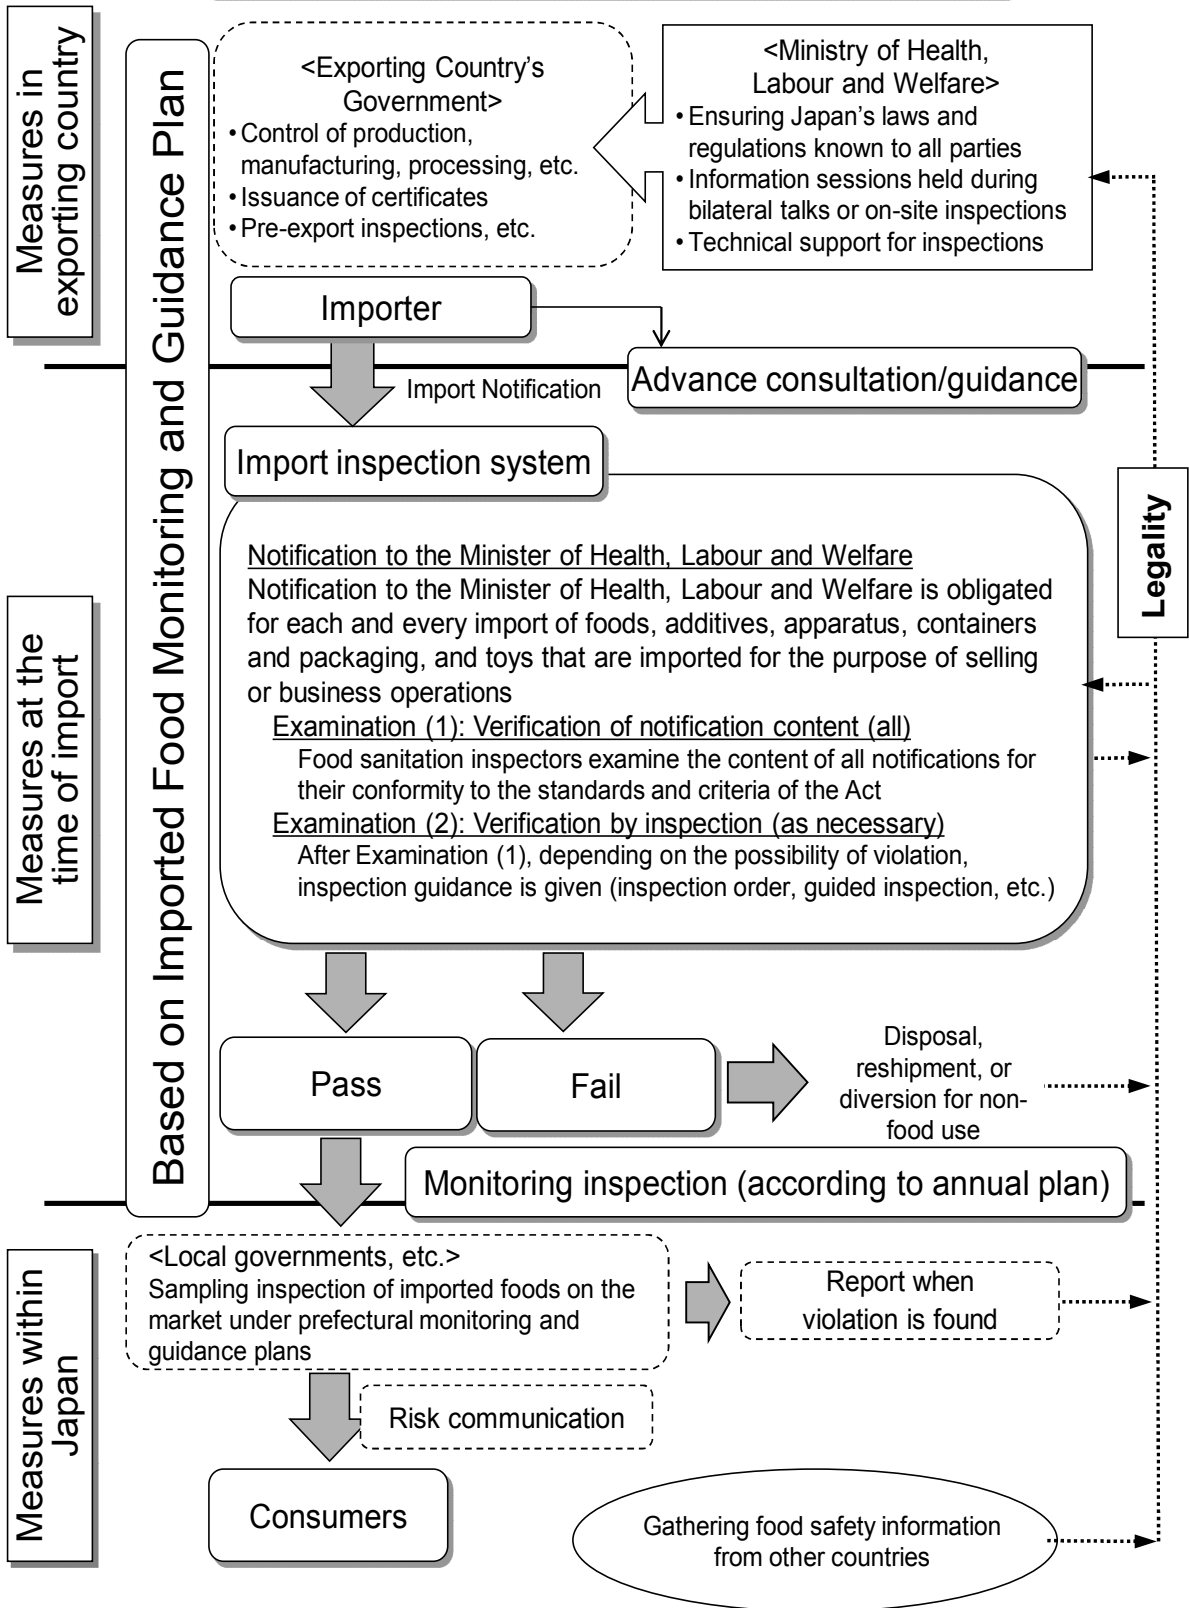 Measures in
exporting country
Based on Imported Food Monitoring and Guidance Plan
<Exporting Country's
Government>
• Control of production,
manufacturing, processing, etc.
• Issuance of certificates
• Pre-export inspections, etc.
<Ministry of Health,
Labour and Welfare>
• Ensuring Japan's laws and
regulations known to all parties
• Information sessions held during
bilateral talks or on-site inspections
• Technical support for inspections
Importer
Advance consultation/guidance
Import Notification
Import inspection system
Legality
Measures at the
time of import
Notification to the Minister of Health, Labour and Welfare
Notification to the Minister of Health, Labour and Welfare is obligated
for each and every import of foods, additives, apparatus, containers
and packaging, and toys that are imported for the purpose of selling
or business operations
Examination (1): Verification of notification content (all)
Food sanitation inspectors examine the content of all notifications for
their conformity to the standards and criteria of the Act
Examination (2): Verification by inspection (as necessary)
After Examination (1), depending on the possibility of violation,
inspection guidance is given (inspection order, guided inspection, etc.)
Pass
Fail
Disposal,
reshipment, or
diversion for non-
food use
Monitoring inspection (according to annual plan)
Measures within
Japan
<Local governments, etc.>
Sampling inspection of imported foods on the
market under prefectural monitoring and
guidance plans
Report when
violation is found
Risk communication
Consumers
Gathering food safety information
from other countries